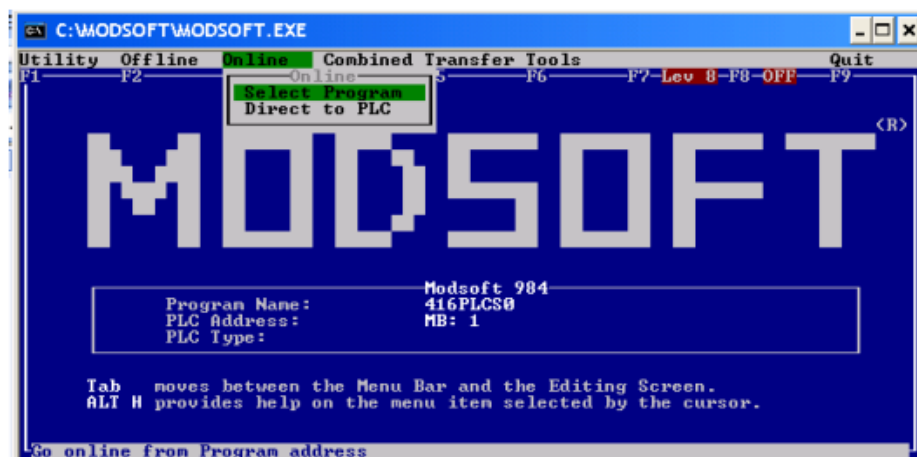 C:\MODSOFT\MODSOFT.EXE
Utility Offline Online Combined Transfer Tools Quit
F1 F2 Online 5 F6 F7 Lev 8 F8 OFF F9
Select Program
Direct to PLC
(R)
MODSOFT
Modsoft 984
Program Name: 416PLCS0
PLC Address: MB: 1
PLC Type:
Tab moves between the Menu Bar and the Editing Screen.
ALT H provides help on the menu item selected by the cursor.
Go online from Program address